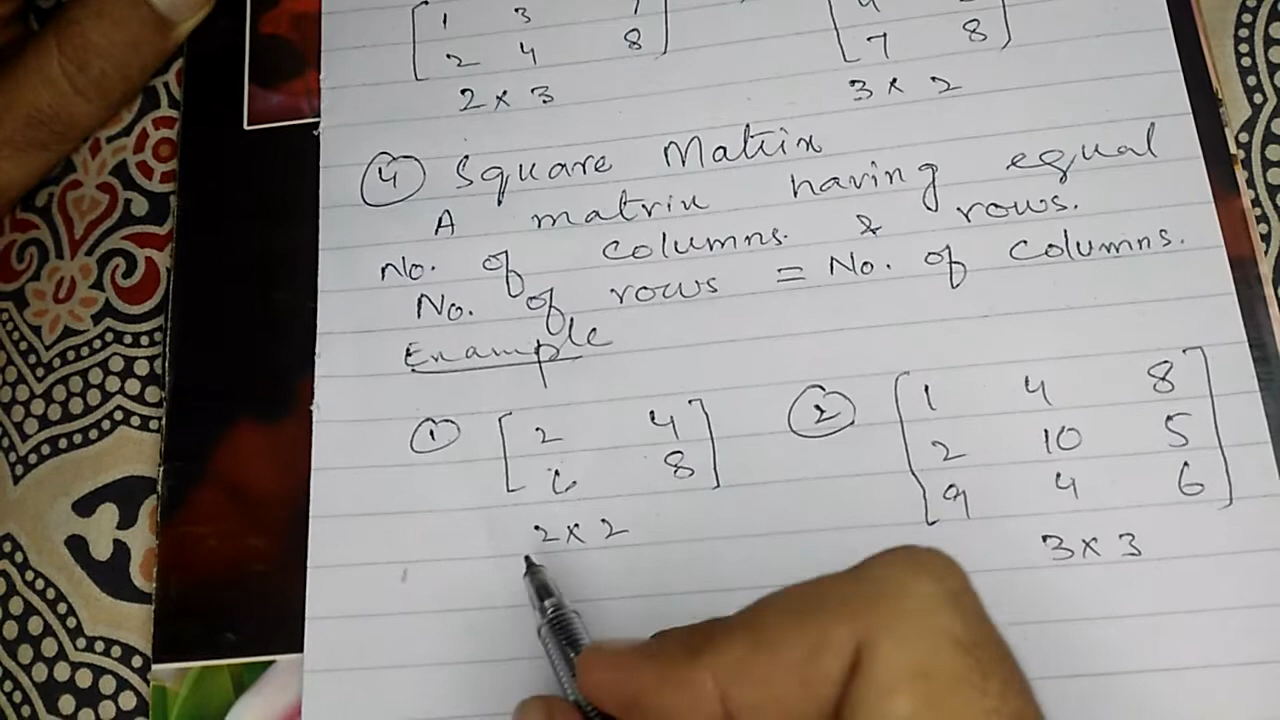 1 3
2 4 8
7 8
2 × 3
3 × 2
④ Square Matrix
A matrix having equal
No. of columns & rows.
No. of rows = No. of columns.
Example
① [2 4
6 8]
2 × 2
② [1 4 8
2 10 5
9 4 6]
3 × 3